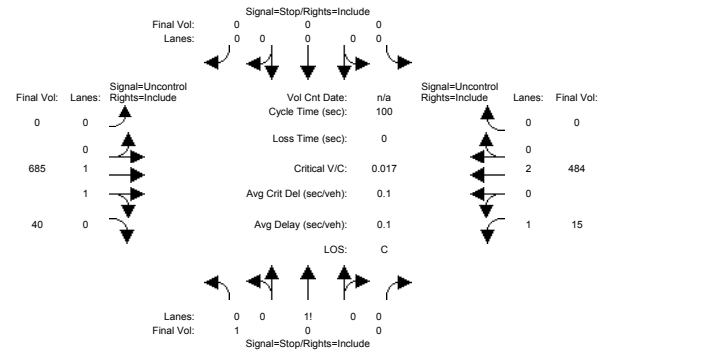 Signal=Stop/Rights=Include
Final Vol: 0 0 0
Lanes: 0 0 0 0 0
Signal=Uncontrol Signal=Uncontrol
Final Vol: Lanes: Rights=Include Vol Cnt Date: n/a Rights=Include Lanes: Final Vol:
Cycle Time (sec): 100
0 0 0 0
Loss Time (sec): 0
0 0
685 1 Critical V/C: 0.017 2 484
1 Avg Crit Del (sec/veh): 0.1 0
40 0 Avg Delay (sec/veh): 0.1 1 15
LOS: C
Lanes: 0 0 1! 0 0
Final Vol: 1 0 0
Signal=Stop/Rights=Include